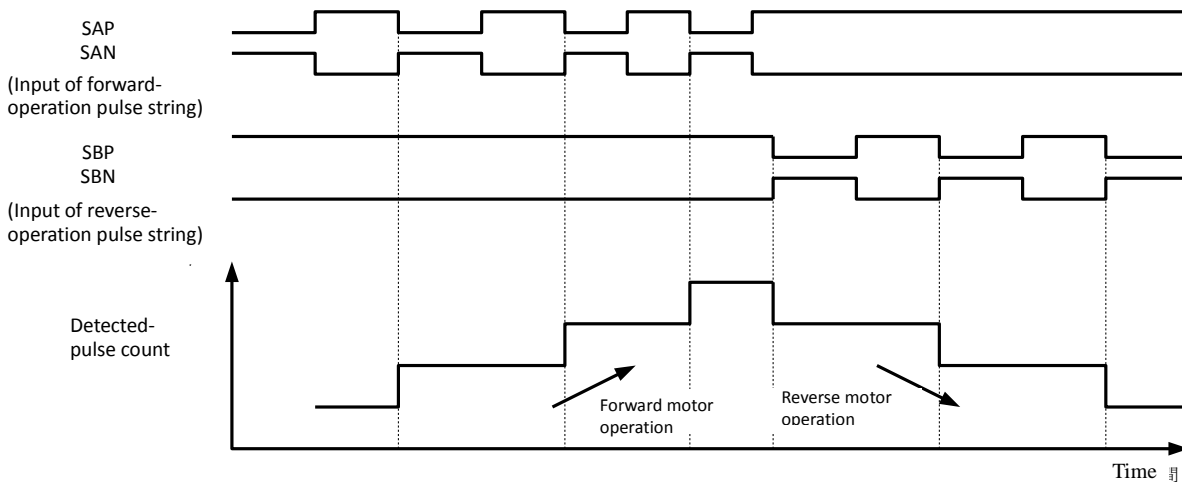 SAP
SAN
(Input of forward-
operation pulse string)
SBP
SBN
(Input of reverse-
operation pulse string)
Detected-
pulse count
Forward motor
operation
Reverse motor
operation
Time 間